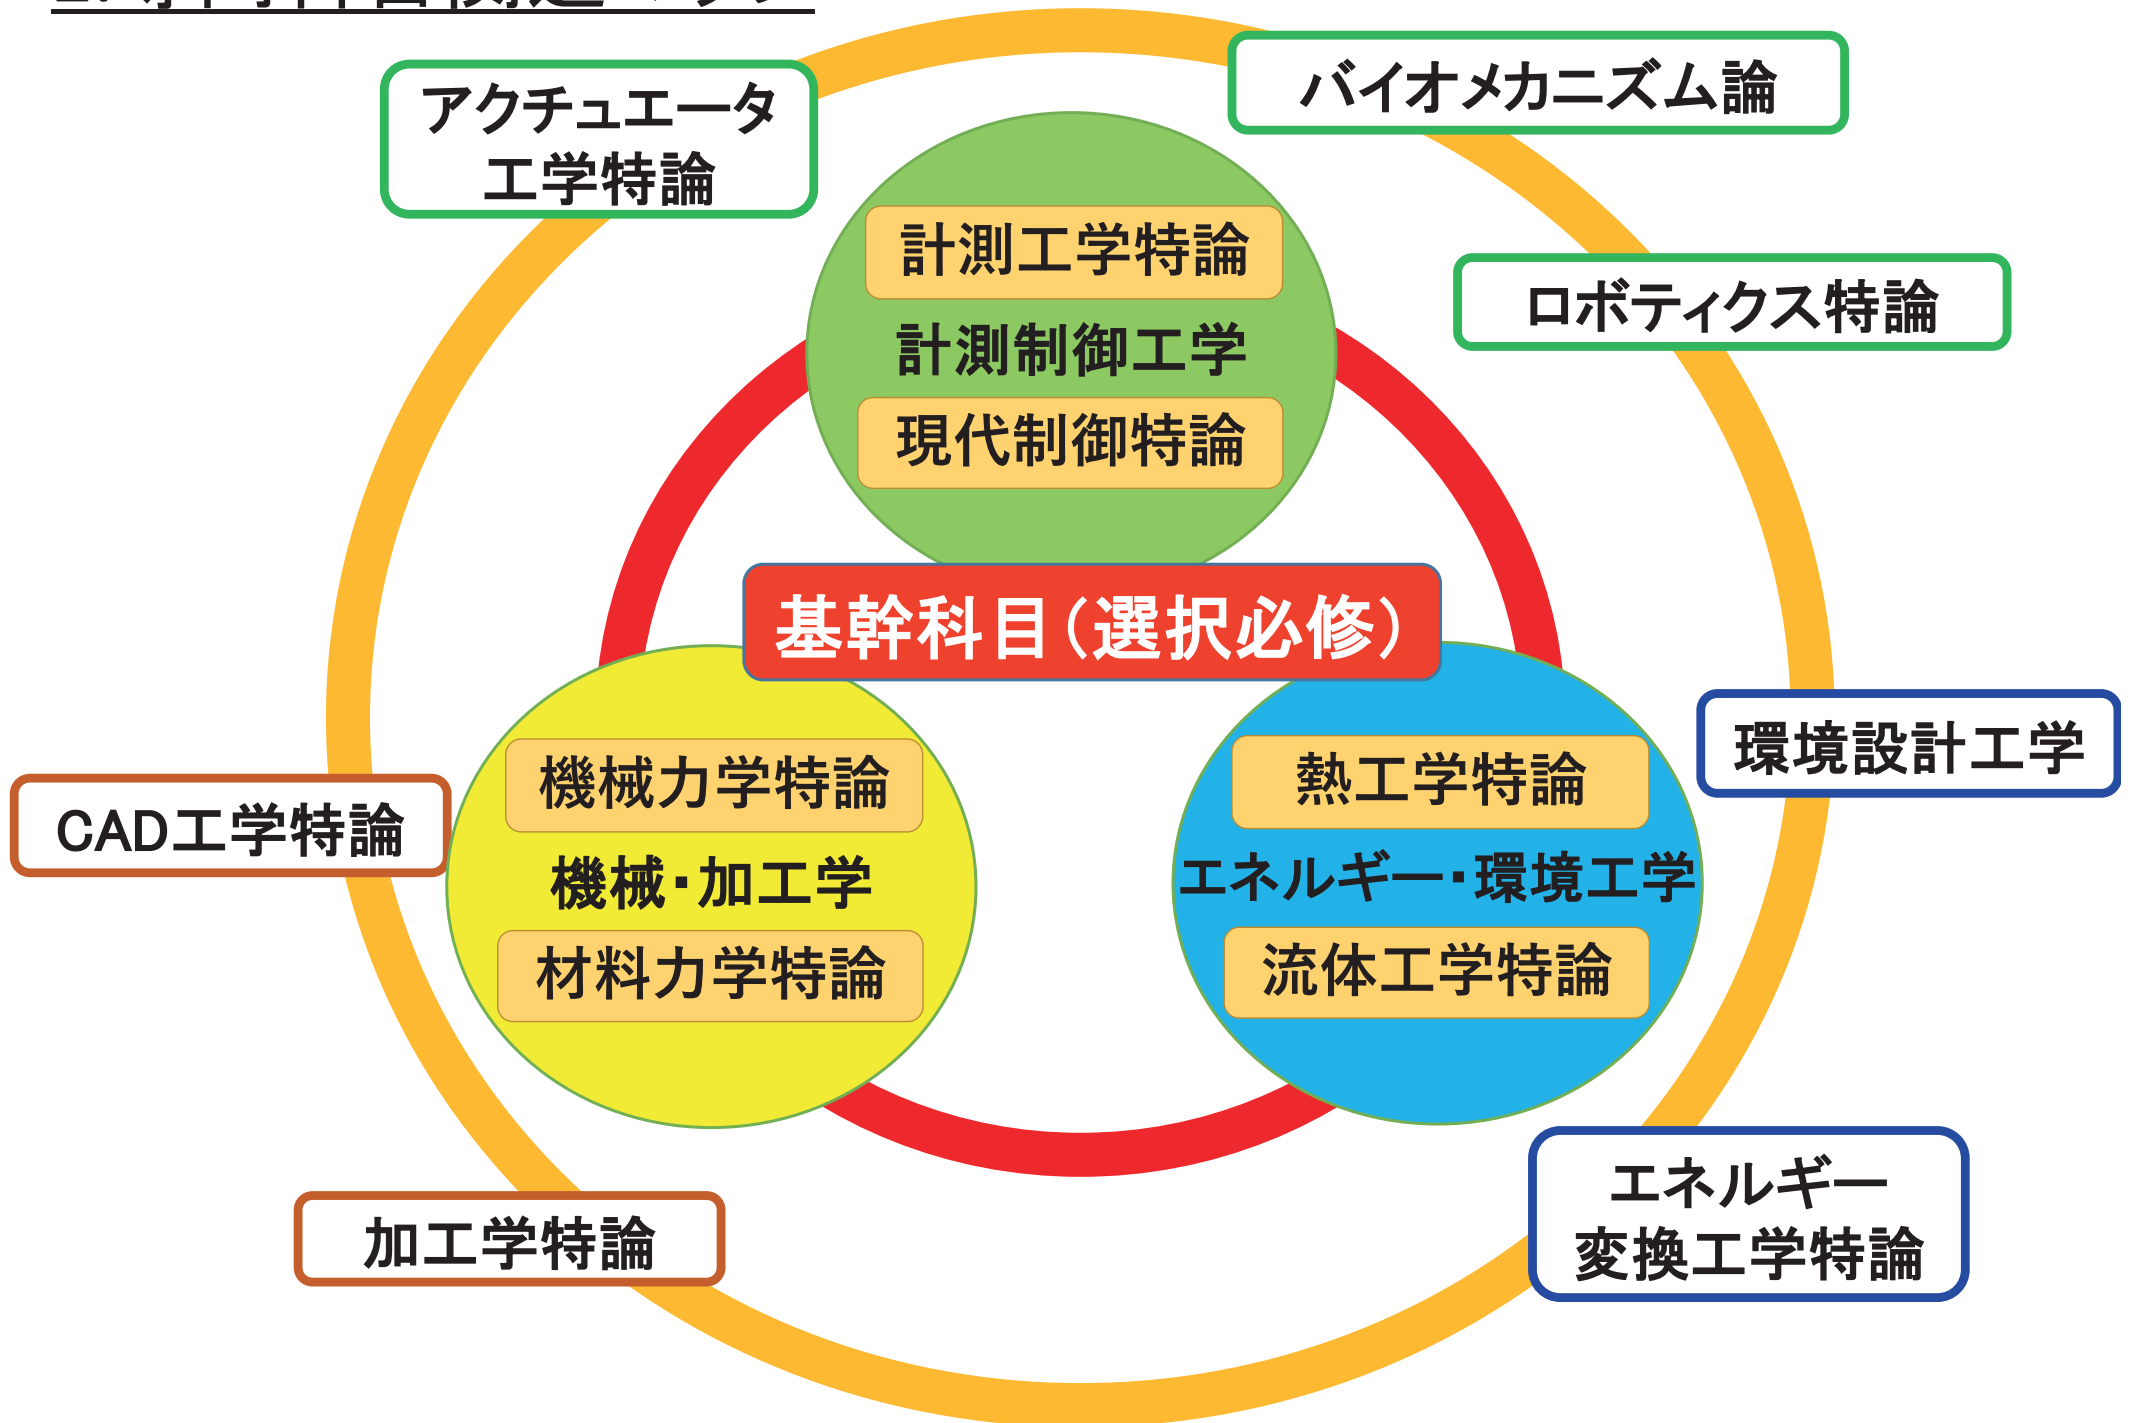 アクチュエータ
工学特論
バイオメカニズム論
計測工学特論
ロボティクス特論
計測制御工学
現代制御特論
基幹科目(選択必修)
機械力学特論
熱工学特論
環境設計工学
CAD工学特論
機械・加工学
エネルギー・環境工学
材料力学特論
流体工学特論
エネルギー
変換工学特論
加工学特論